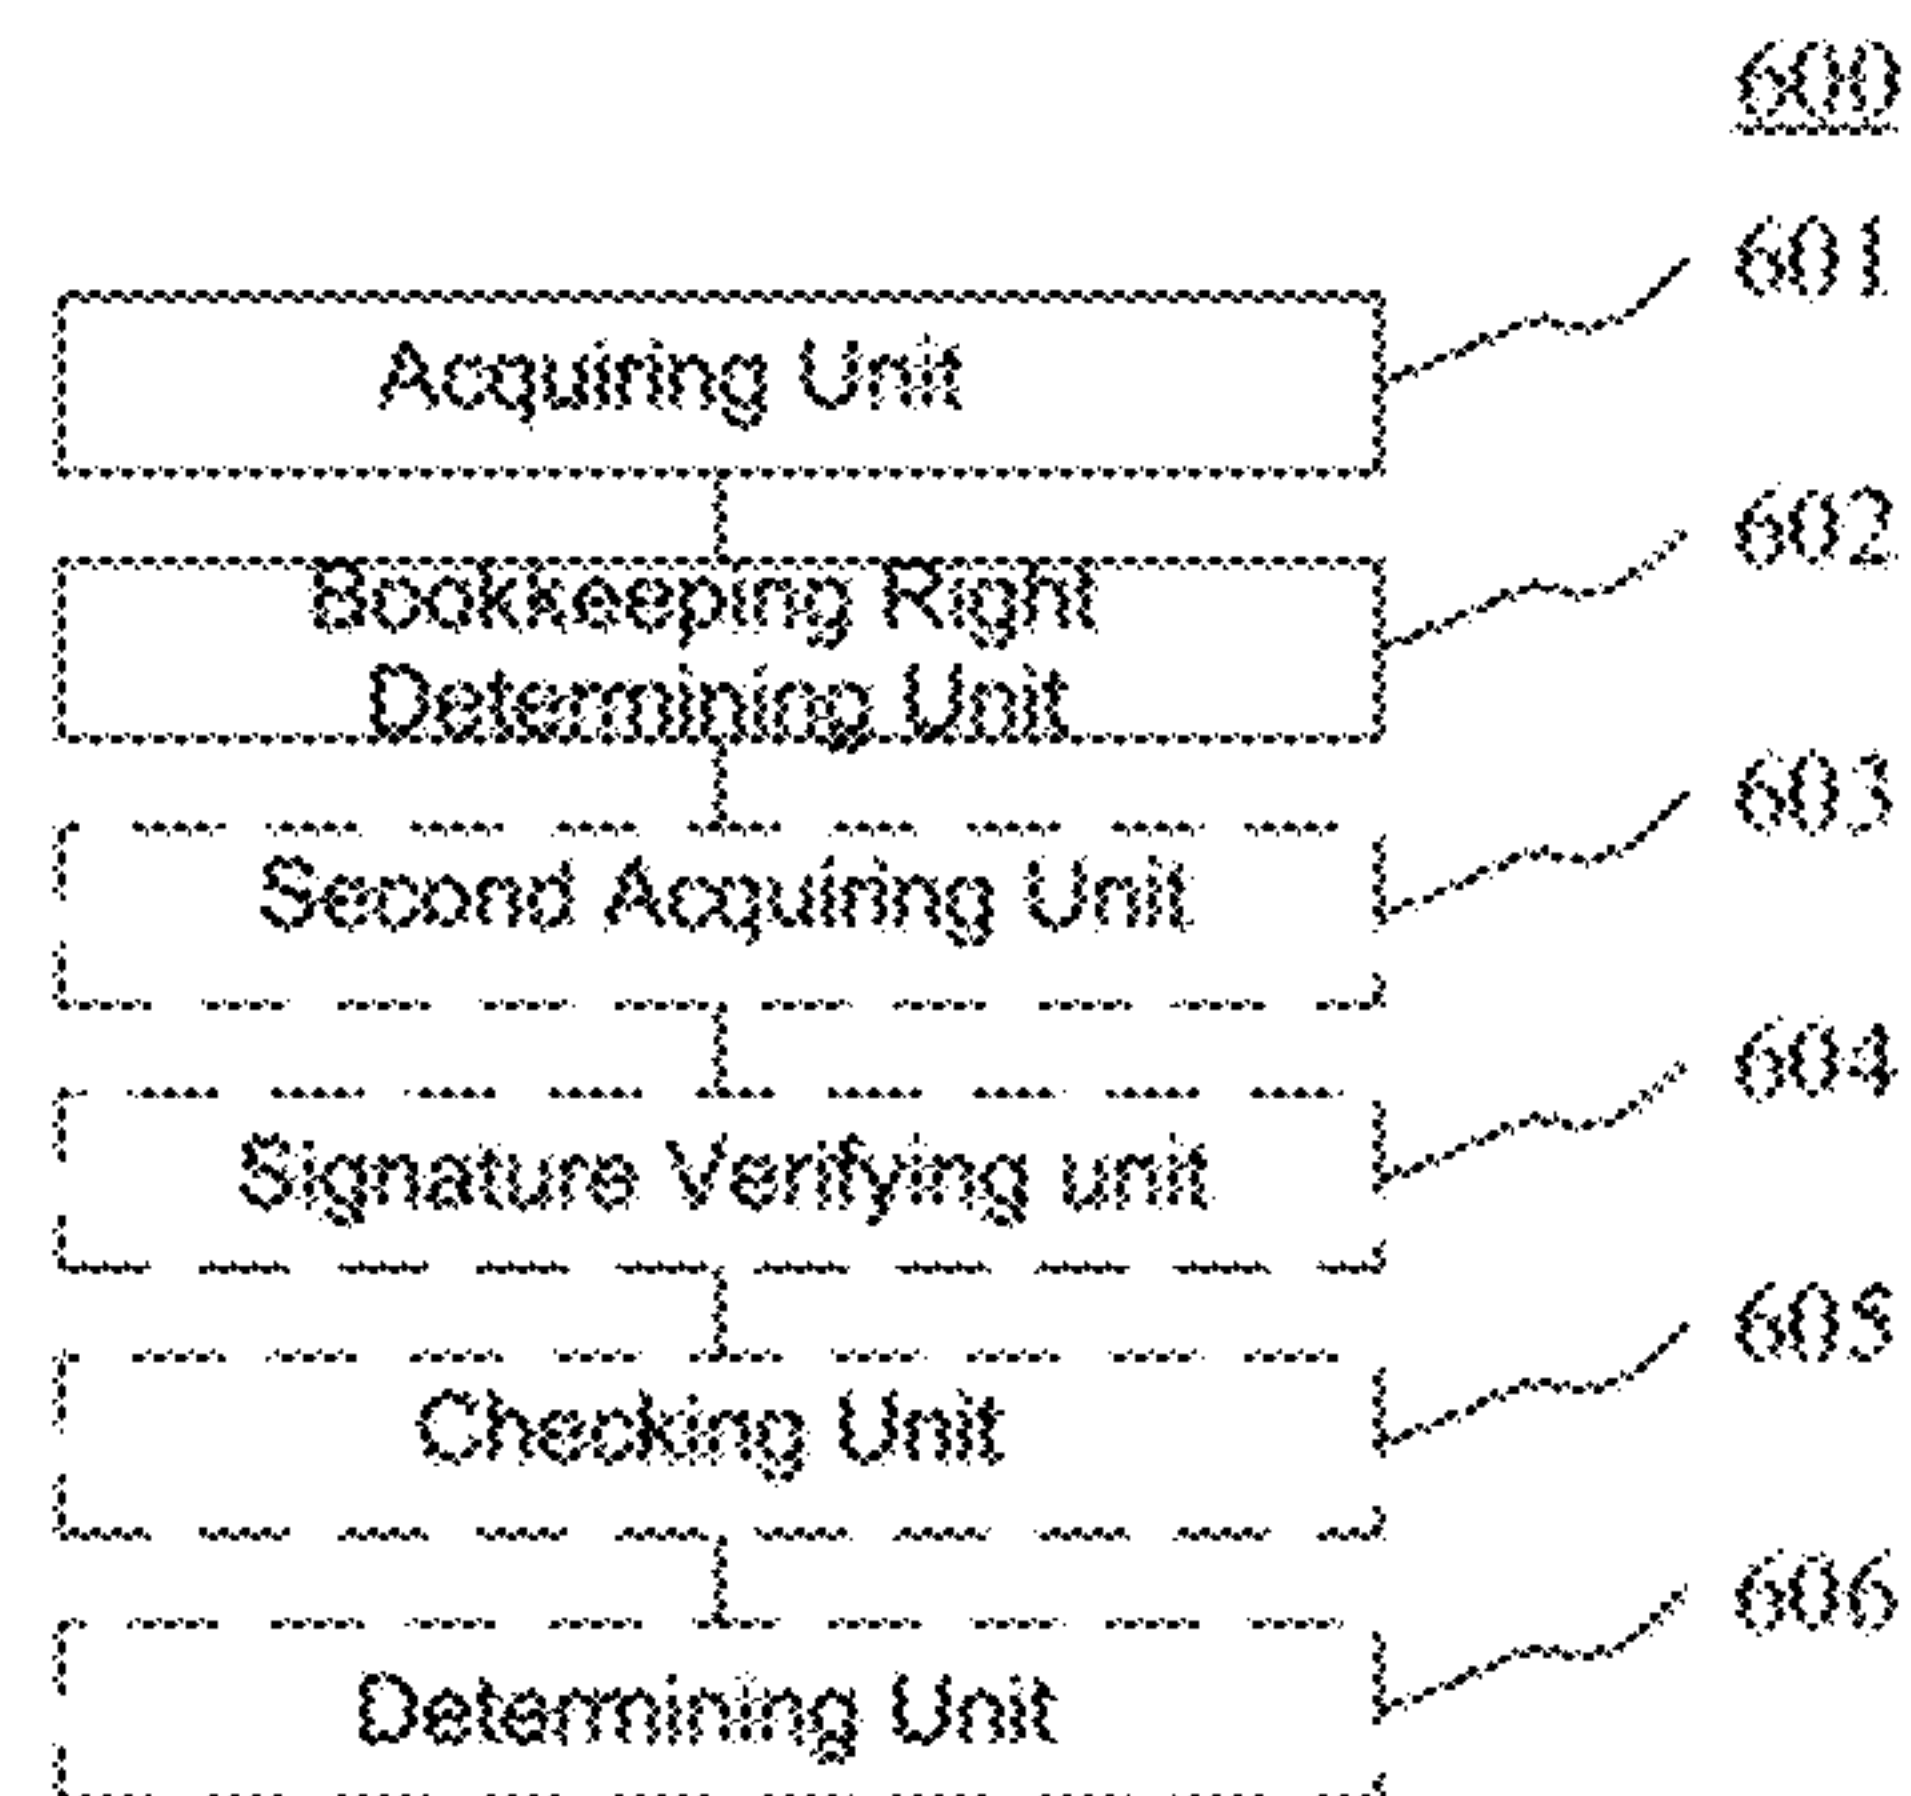 600
601
Acquiring Unit
602
Bookkeeping Right
Determining Unit
603
Second Acquiring Unit
604
Signature Verifying unit
605
Checking Unit
606
Determining Unit